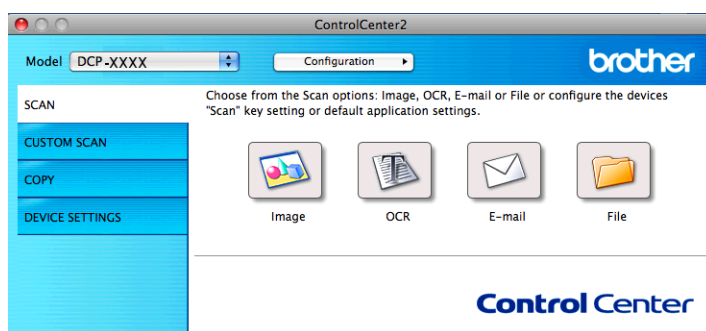 ControlCenter2
Model DCP-XXXX Configuration brother
SCAN
CUSTOM SCAN
COPY
DEVICE SETTINGS
Choose from the Scan options: Image, OCR, E-mail or File or configure the devices
"Scan" key setting or default application settings.
Image OCR E-mail File
Control Center